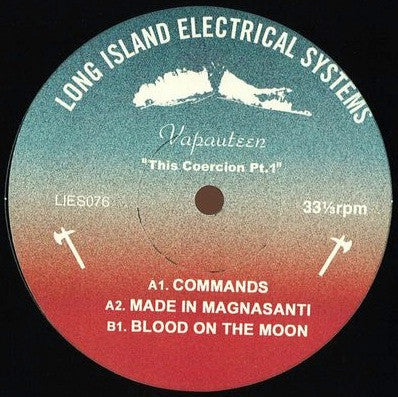 LONG ISLAND ELECTRICAL SYSTEMS
Vapauteen
"This Coercion Pt.1"
LIES076
33⅓rpm
A1. COMMANDS
A2. MADE IN MAGNASANTI
B1. BLOOD ON THE MOON